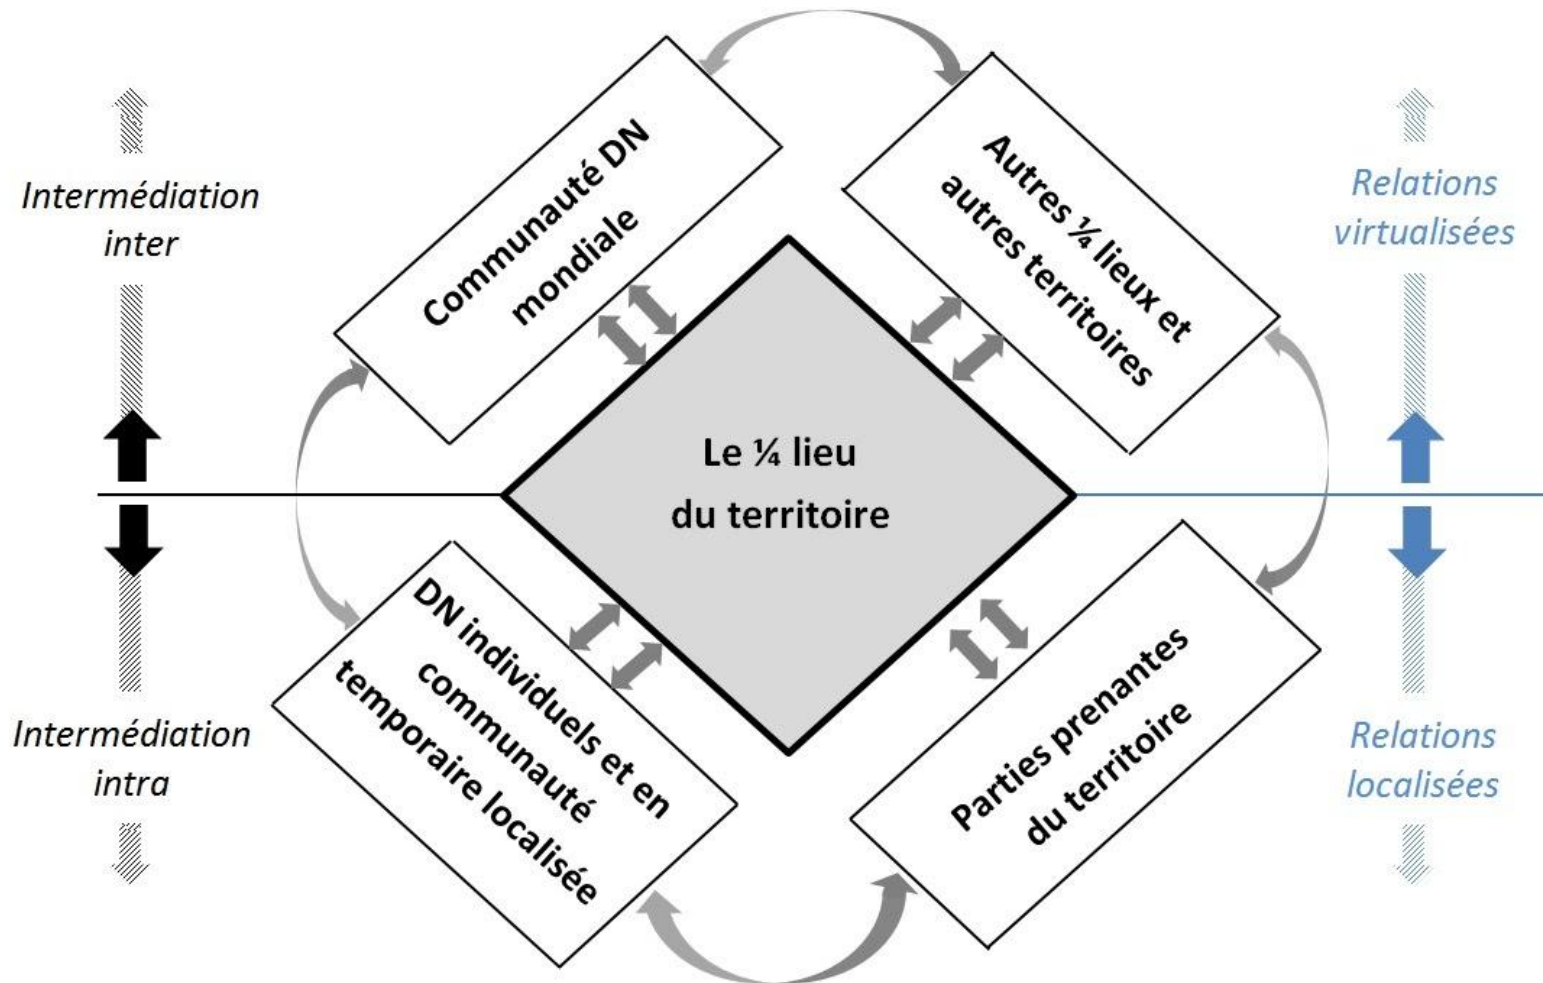 Communauté DN
mondiale
Autres ¼ lieux et
autres territoires
Intermédiation
inter
Relations
virtualisées
Le ¼ lieu
du territoire
DN individuels et en
communauté
temporaire localisée
Parties prenantes
du territoire
Intermédiation
intra
Relations
localisées